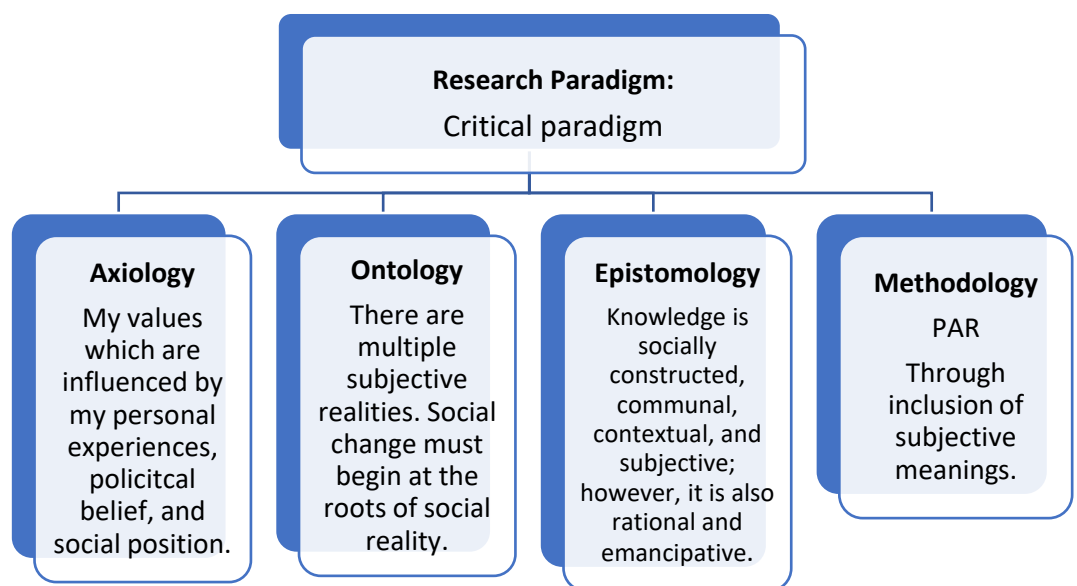 Research Paradigm:
Critical paradigm
Axiology
My values
which are
influenced by
my personal
experiences,
policitcal
belief, and
social position.
Ontology
There are
multiple
subjective
realities. Social
change must
begin at the
roots of social
reality.
Epistomology
Knowledge is
socially
constructed,
communal,
contextual, and
subjective;
however, it is also
rational and
emancipative.
Methodology
PAR
Through
inclusion of
subjective
meanings.